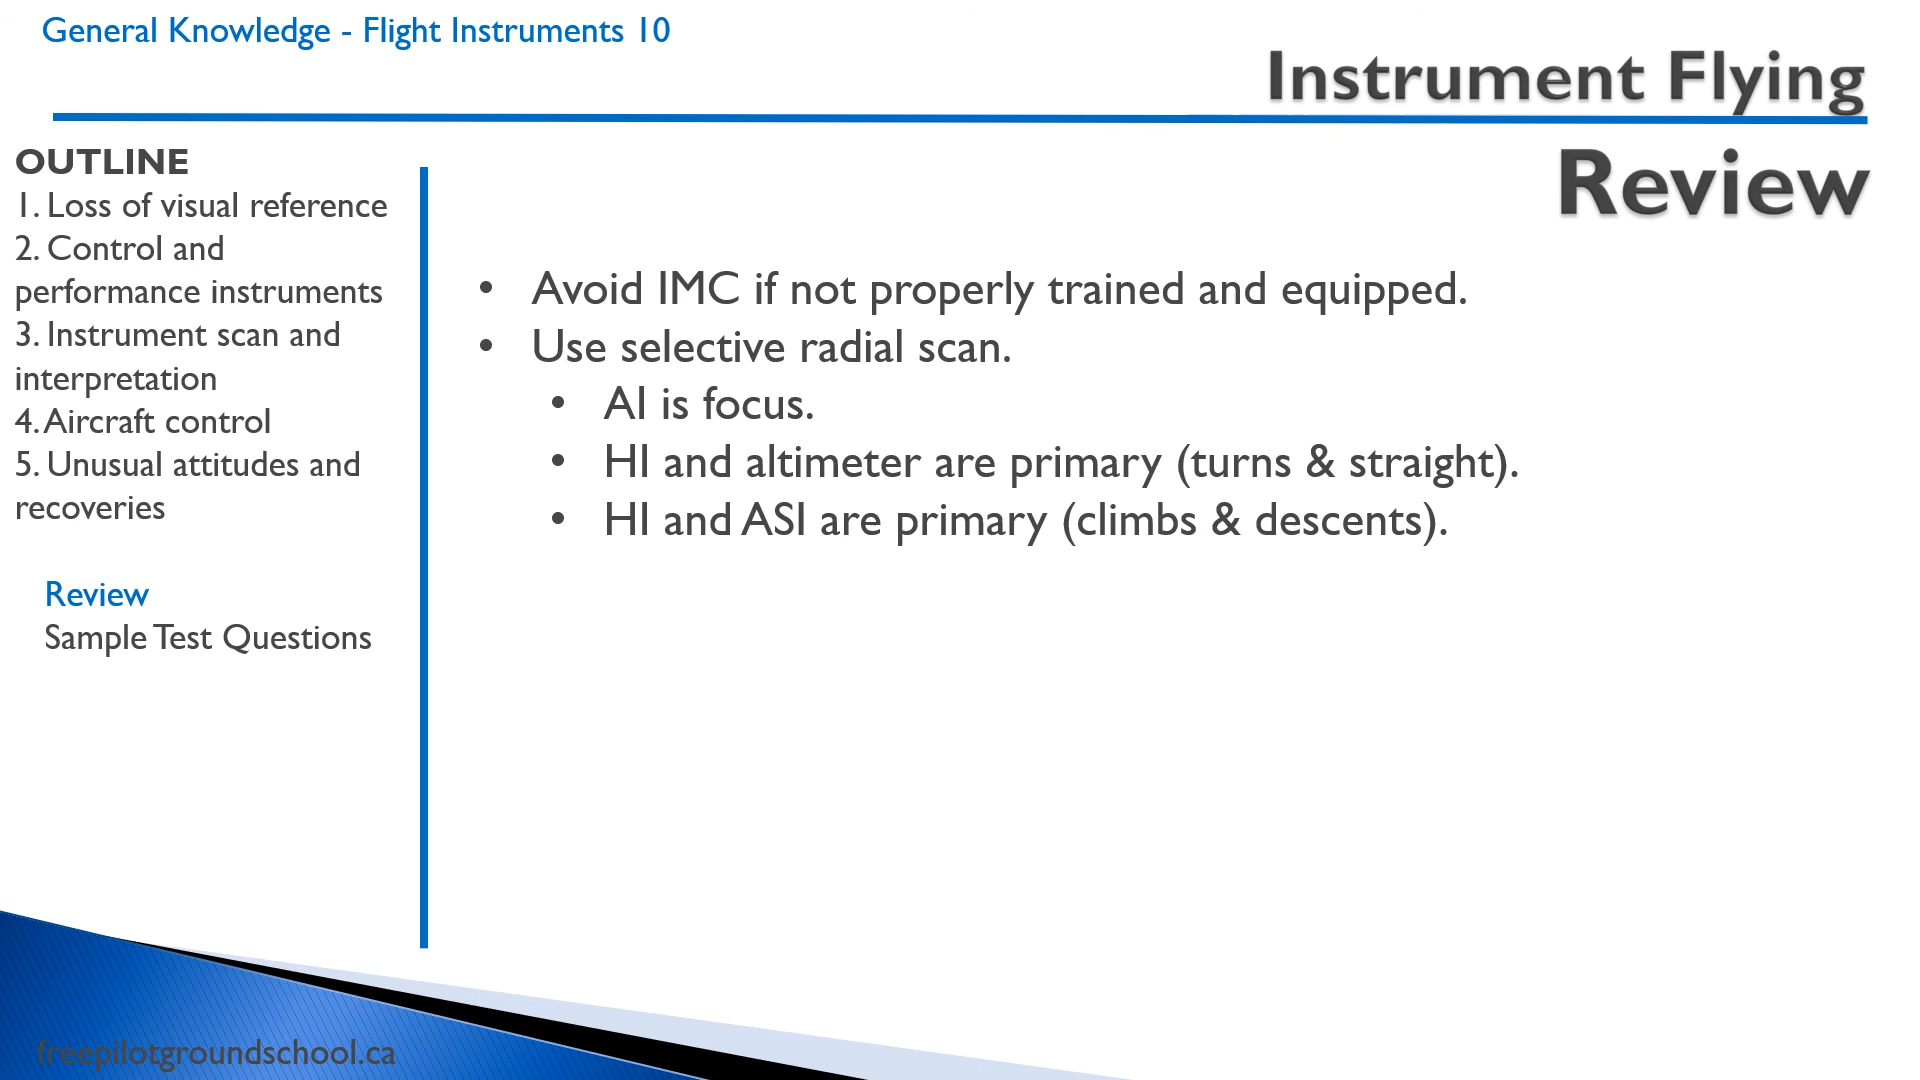 General Knowledge - Flight Instruments 10
Instrument Flying
Review
OUTLINE
1. Loss of visual reference
2. Control and
performance instruments
3. Instrument scan and
interpretation
4. Aircraft control
5. Unusual attitudes and
recoveries
Review
Sample Test Questions
• Avoid IMC if not properly trained and equipped.
• Use selective radial scan.
• AI is focus.
• HI and altimeter are primary (turns & straight).
• HI and ASI are primary (climbs & descents).
freepilotgroundschool.ca